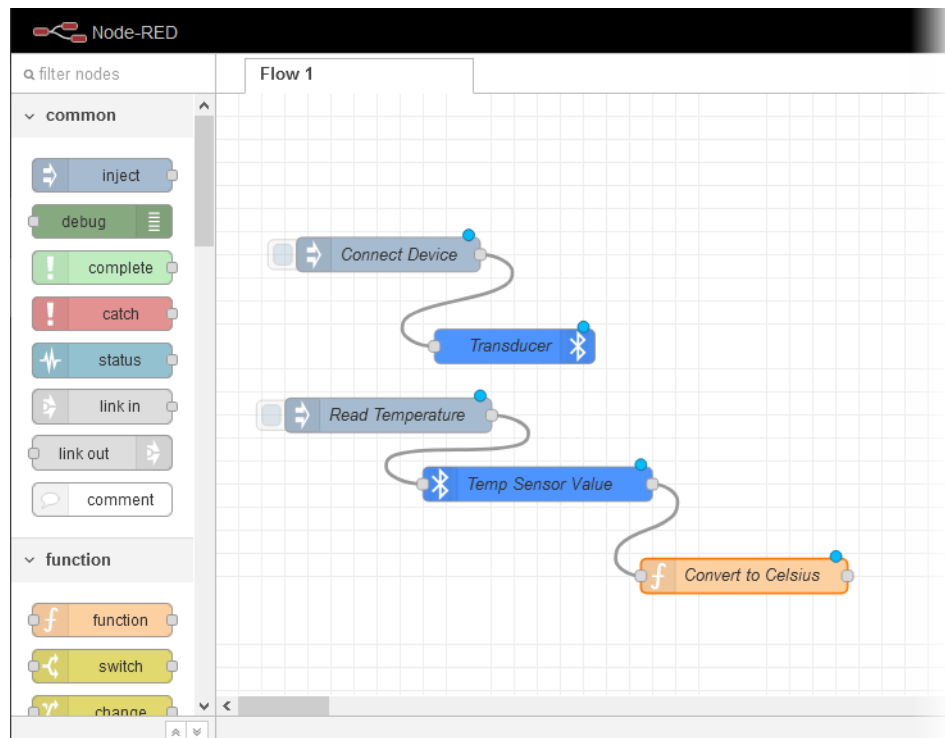 Node-RED
filter nodes
Flow 1
common
inject
debug
complete
catch
status
link in
link out
comment
function
function
switch
change
Connect Device
Transducer
Read Temperature
Temp Sensor Value
Convert to Celsius